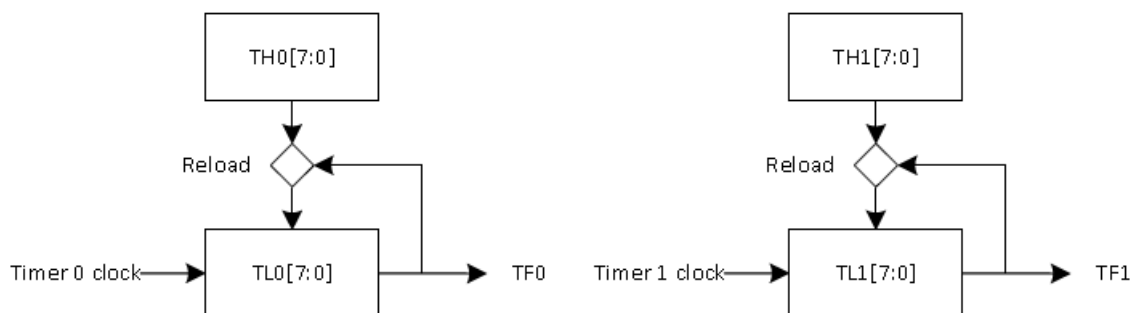 TH0[7:0]
TH1[7:0]
Reload
Reload
Timer 0 clock
TL0[7:0]
TF0
Timer 1 clock
TL1[7:0]
TF1